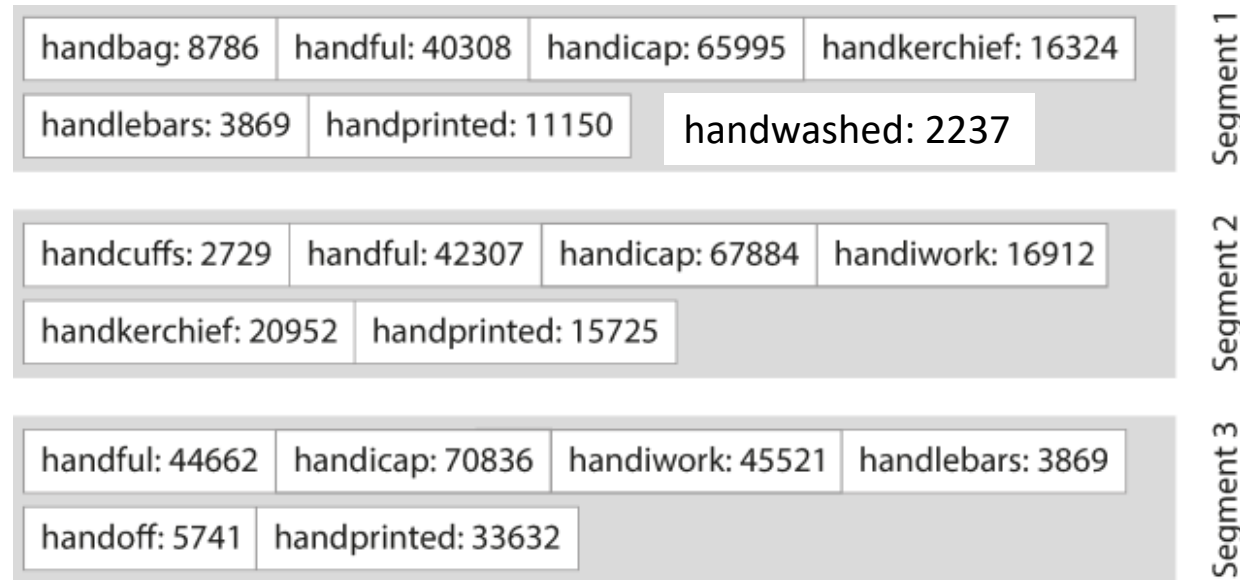 handbag: 8786 handful: 40308 handicap: 65995 handkerchief: 16324
handlebars: 3869 handprinted: 11150 handwashed: 2237
Segment 1
handcuffs: 2729 handful: 42307 handicap: 67884 handiwork: 16912
handkerchief: 20952 handprinted: 15725
Segment 2
handful: 44662 handicap: 70836 handiwork: 45521 handlebars: 3869
handoff: 5741 handprinted: 33632
Segment 3